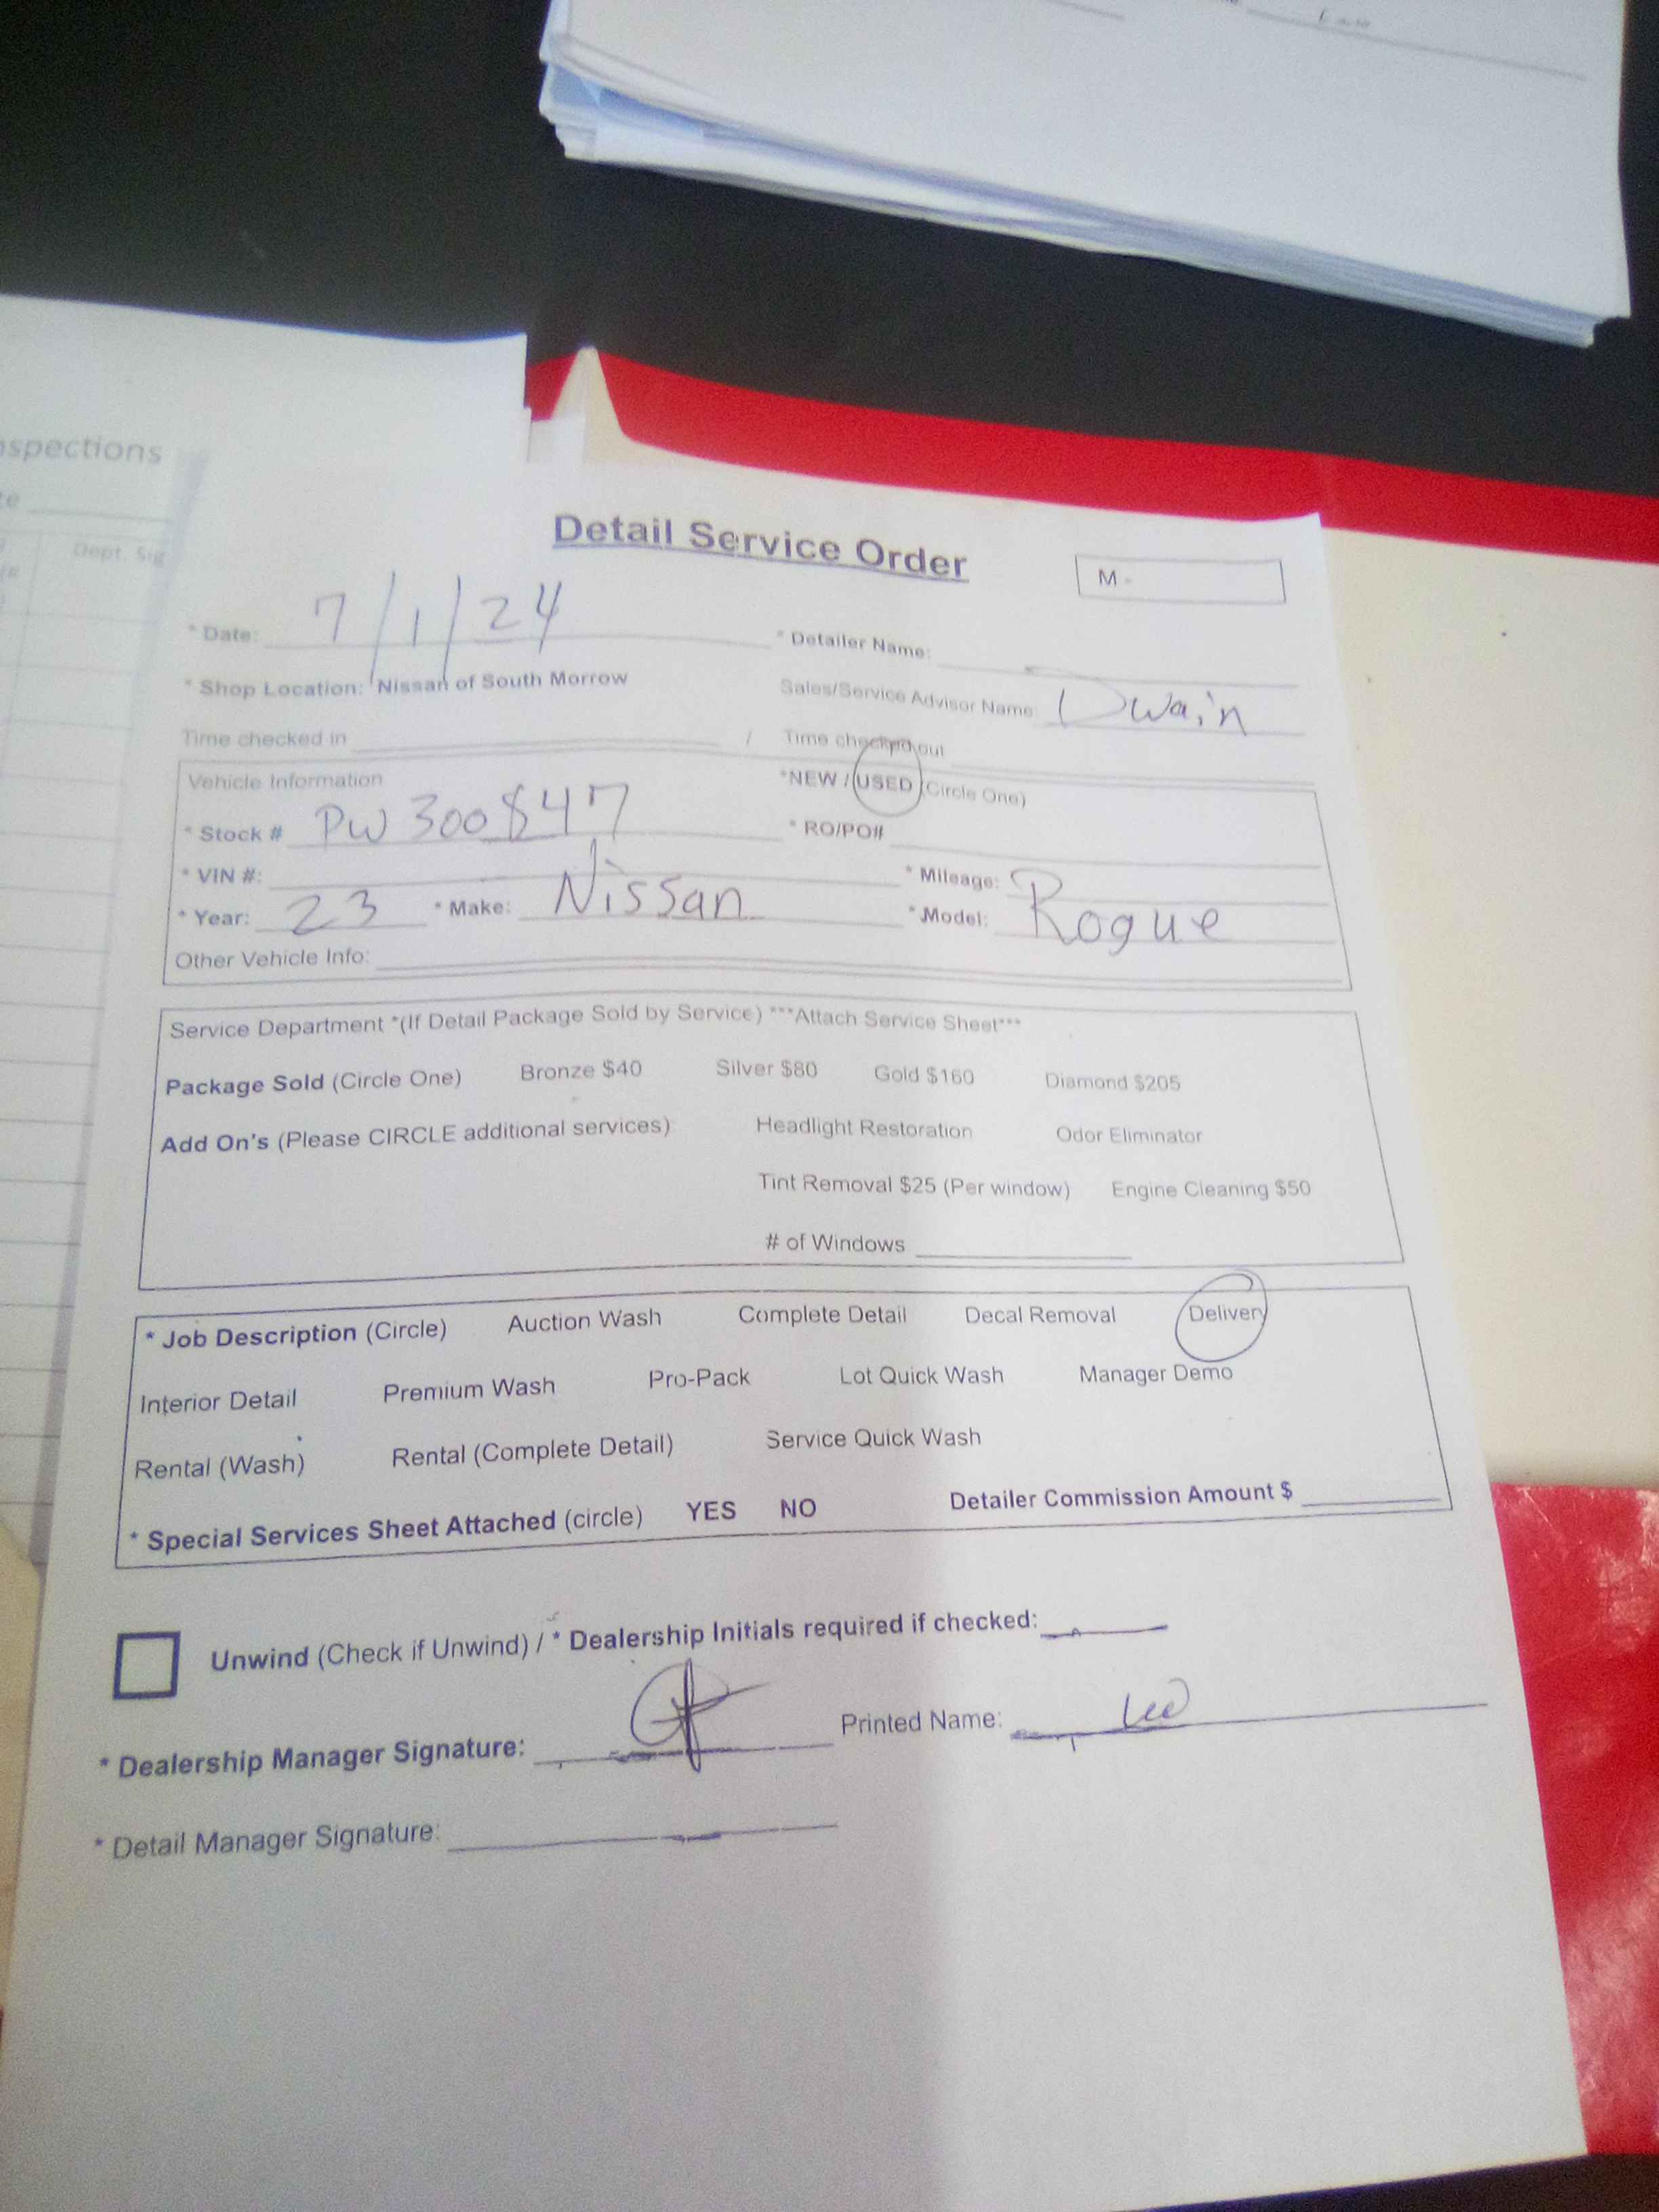 nspections
Dept. Sig
Detail Service Order
M -
* Date: 7/1/24 * Detailer Name:
* Shop Location: Nissan of South Morrow Sales/Service Advisor Name: Dwain
Time checked in / Time checked out
Vehicle Information *NEW / USED (Circle One)
* Stock # PW300847 * RO/PO#
* VIN #: * Mileage:
* Year: 23 * Make: Nissan * Model: Rogue
Other Vehicle Info:
Service Department *(If Detail Package Sold by Service) ***Attach Service Sheet***
Package Sold (Circle One) Bronze $40 Silver $80 Gold $160 Diamond $205
Add On's (Please CIRCLE additional services) Headlight Restoration Odor Eliminator
Tint Removal $25 (Per window) Engine Cleaning $50
# of Windows
* Job Description (Circle) Auction Wash Complete Detail Decal Removal Delivery
Interior Detail Premium Wash Pro-Pack Lot Quick Wash Manager Demo
Rental (Wash) Rental (Complete Detail) Service Quick Wash
* Special Services Sheet Attached (circle) YES NO Detailer Commission Amount $
Unwind (Check if Unwind) / * Dealership Initials required if checked:
* Dealership Manager Signature: Printed Name:
* Detail Manager Signature: